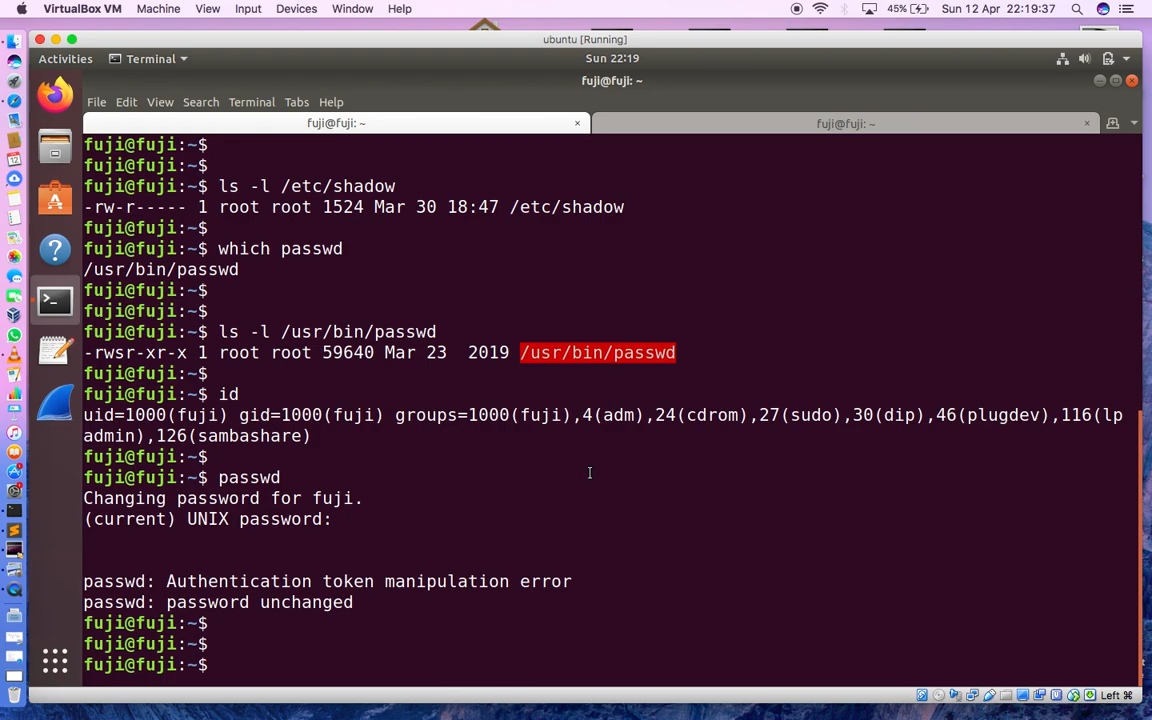 VirtualBox VM Machine View Input Devices Window Help 45% Sun 12 Apr 22:19:37
ubuntu [Running]
Activities Terminal Sun 22:19
fuji@fuji: ~
File Edit View Search Terminal Tabs Help
fuji@fuji: ~ × fuji@fuji: ~ ×
fuji@fuji:~$
fuji@fuji:~$
fuji@fuji:~$ ls -l /etc/shadow
-rw-r----- 1 root root 1524 Mar 30 18:47 /etc/shadow
fuji@fuji:~$
fuji@fuji:~$ which passwd
/usr/bin/passwd
fuji@fuji:~$
fuji@fuji:~$
fuji@fuji:~$ ls -l /usr/bin/passwd
-rwsr-xr-x 1 root root 59640 Mar 23  2019 /usr/bin/passwd
fuji@fuji:~$
fuji@fuji:~$ id
uid=1000(fuji) gid=1000(fuji) groups=1000(fuji),4(adm),24(cdrom),27(sudo),30(dip),46(plugdev),116(lp
admin),126(sambashare)
fuji@fuji:~$
fuji@fuji:~$ passwd
Changing password for fuji.
(current) UNIX password:
passwd: Authentication token manipulation error
passwd: password unchanged
fuji@fuji:~$
fuji@fuji:~$
fuji@fuji:~$
Left ⌘